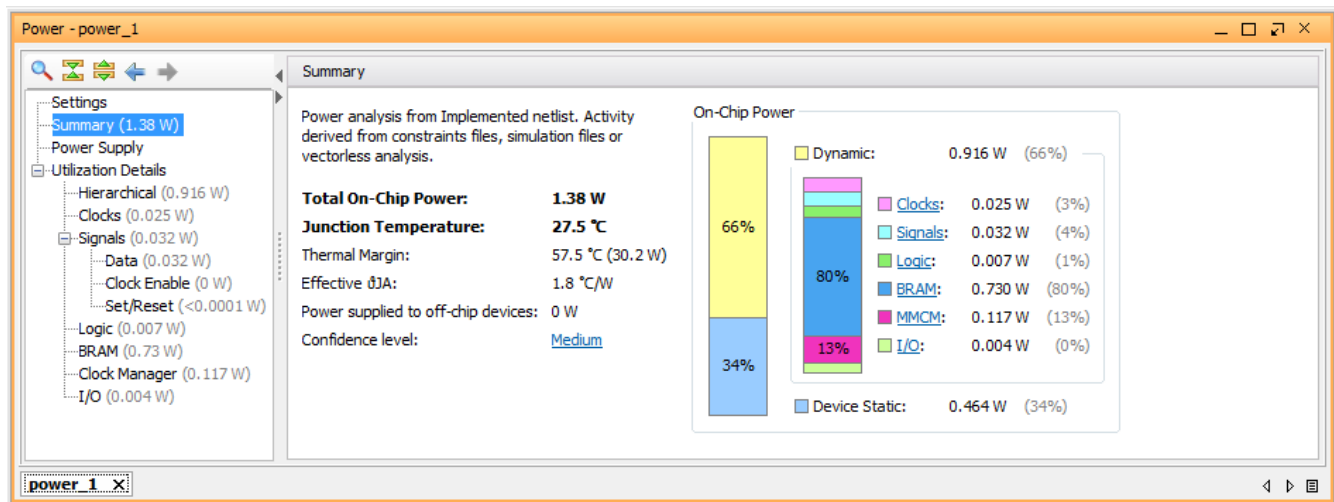 Power - power_1
Settings
Summary (1.38 W)
Power Supply
Utilization Details
Hierarchical (0.916 W)
Clocks (0.025 W)
Signals (0.032 W)
Data (0.032 W)
Clock Enable (0 W)
Set/Reset (<0.0001 W)
Logic (0.007 W)
BRAM (0.73 W)
Clock Manager (0.117 W)
I/O (0.004 W)
Summary
Power analysis from Implemented netlist. Activity
derived from constraints files, simulation files or
vectorless analysis.
Total On-Chip Power: 1.38 W
Junction Temperature: 27.5 °C
Thermal Margin: 57.5 °C (30.2 W)
Effective ϑJA: 1.8 °C/W
Power supplied to off-chip devices: 0 W
Confidence level: Medium
On-Chip Power
66%
34%
Dynamic: 0.916 W (66%)
80%
13%
Clocks: 0.025 W (3%)
Signals: 0.032 W (4%)
Logic: 0.007 W (1%)
BRAM: 0.730 W (80%)
MMCM: 0.117 W (13%)
I/O: 0.004 W (0%)
Device Static: 0.464 W (34%)
power_1